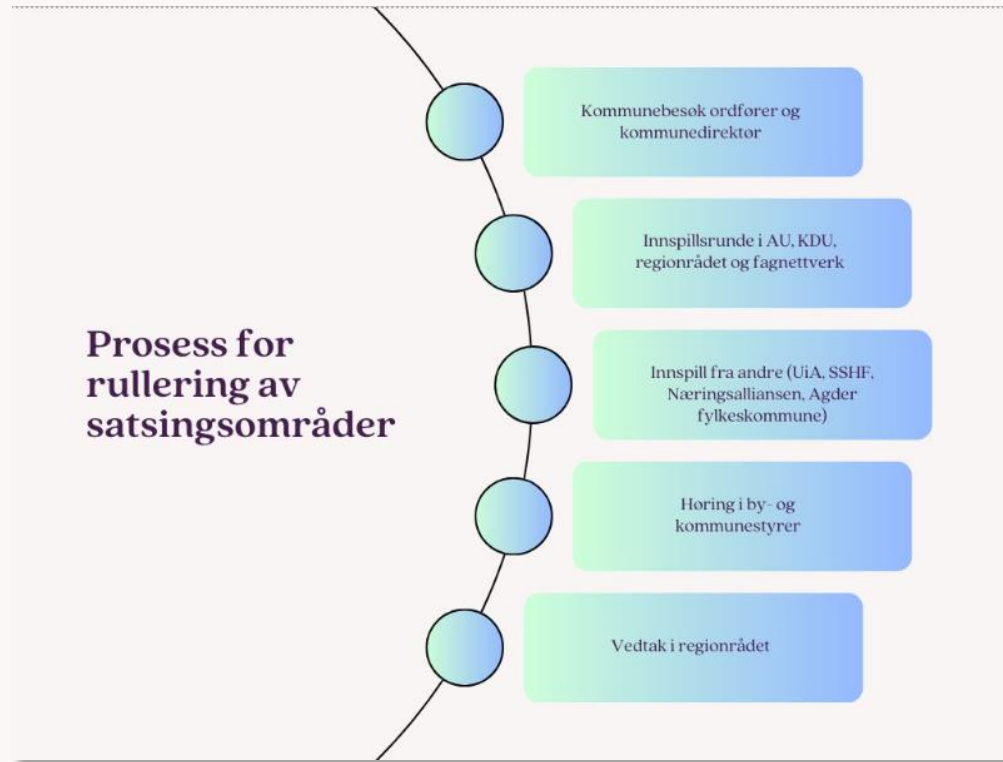 Prosess for
rullering av
satsingsområder
Kommunebesøk ordfører og
kommunedirektør
Innspillsrunde i AU, KDU,
regionrådet og fagnettverk
Innspill fra andre (UiA, SSHF,
Næringsalliansen, Agder
fylkeskommune)
Høring i by- og
kommunestyrer
Vedtak i regionrådet